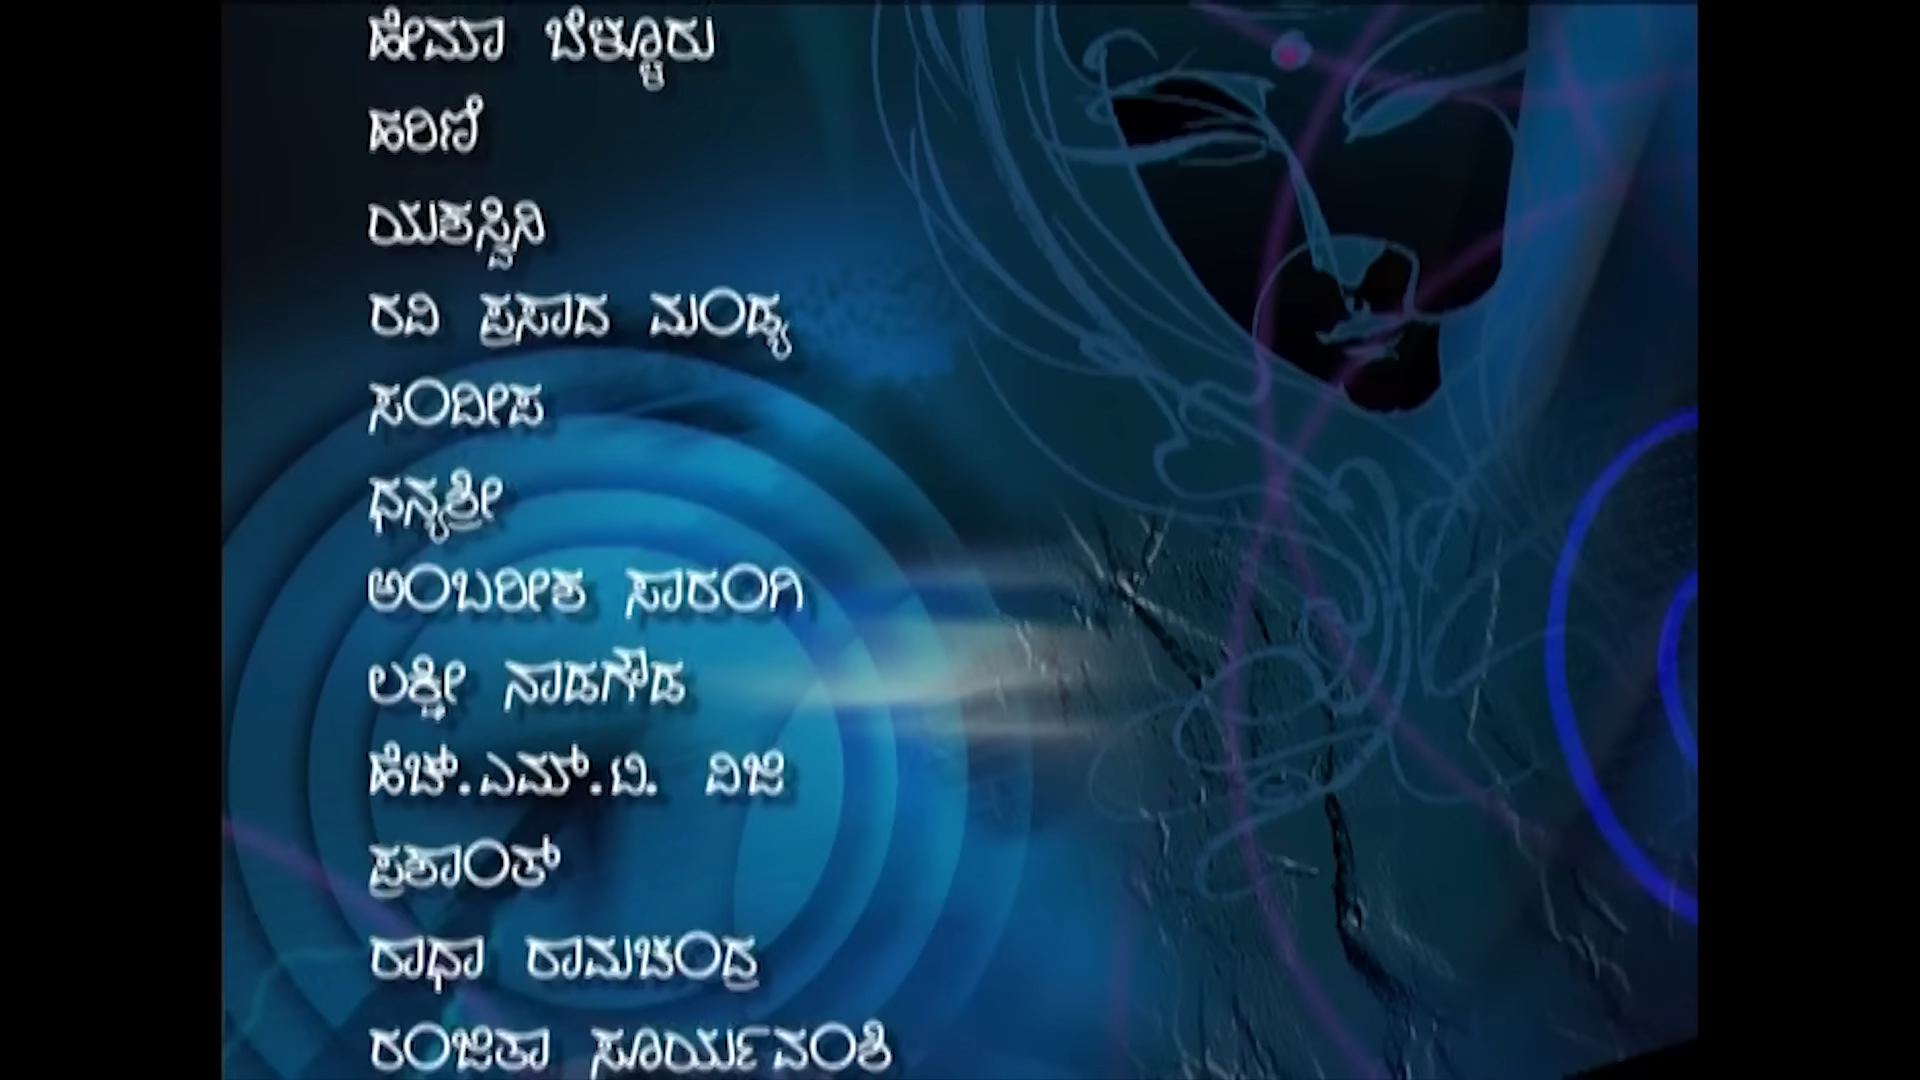 ಹೇಮಾ ಬೆಳ್ಳೂರು
ಹರಿಣಿ
ಯಶಸ್ವಿನಿ
ರವಿ ಪ್ರಸಾದ ಮಂಡ್ಯ
ಸಂದೀಪ
ಧನ್ಯಶ್ರೀ
ಅಂಬರೀಶ ಸಾರಂಗಿ
ಲಕ್ಷ್ಮೀ ನಾಡಗೌಡ
ಹೆಚ್.ಎಮ್.ಟಿ. ವಿಜಿ
ಪ್ರಶಾಂತ್
ರಾಧಾ ರಾಮಚಂದ್ರ
ರಂಜಿತಾ ಸೂರ್ಯವಂಶಿ